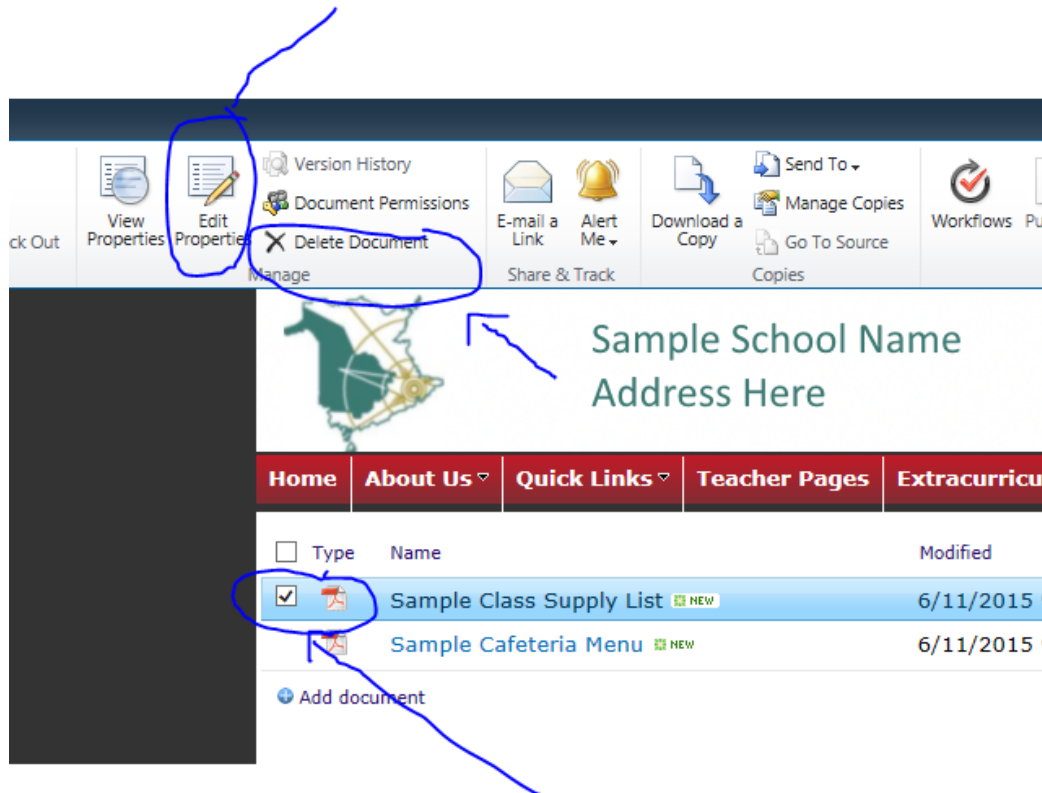 Version History
Document Permissions
Delete Document
View
Properties
Edit
Properties
ck Out
Manage
E-mail a
Link
Alert
Me
Share & Track
Download a
Copy
Send To
Manage Copies
Go To Source
Copies
Workflows
Pu
Sample School Name
Address Here
Home About Us Quick Links Teacher Pages Extracurricu
Type Name Modified
Sample Class Supply List NEW 6/11/2015
Sample Cafeteria Menu NEW 6/11/2015
Add document